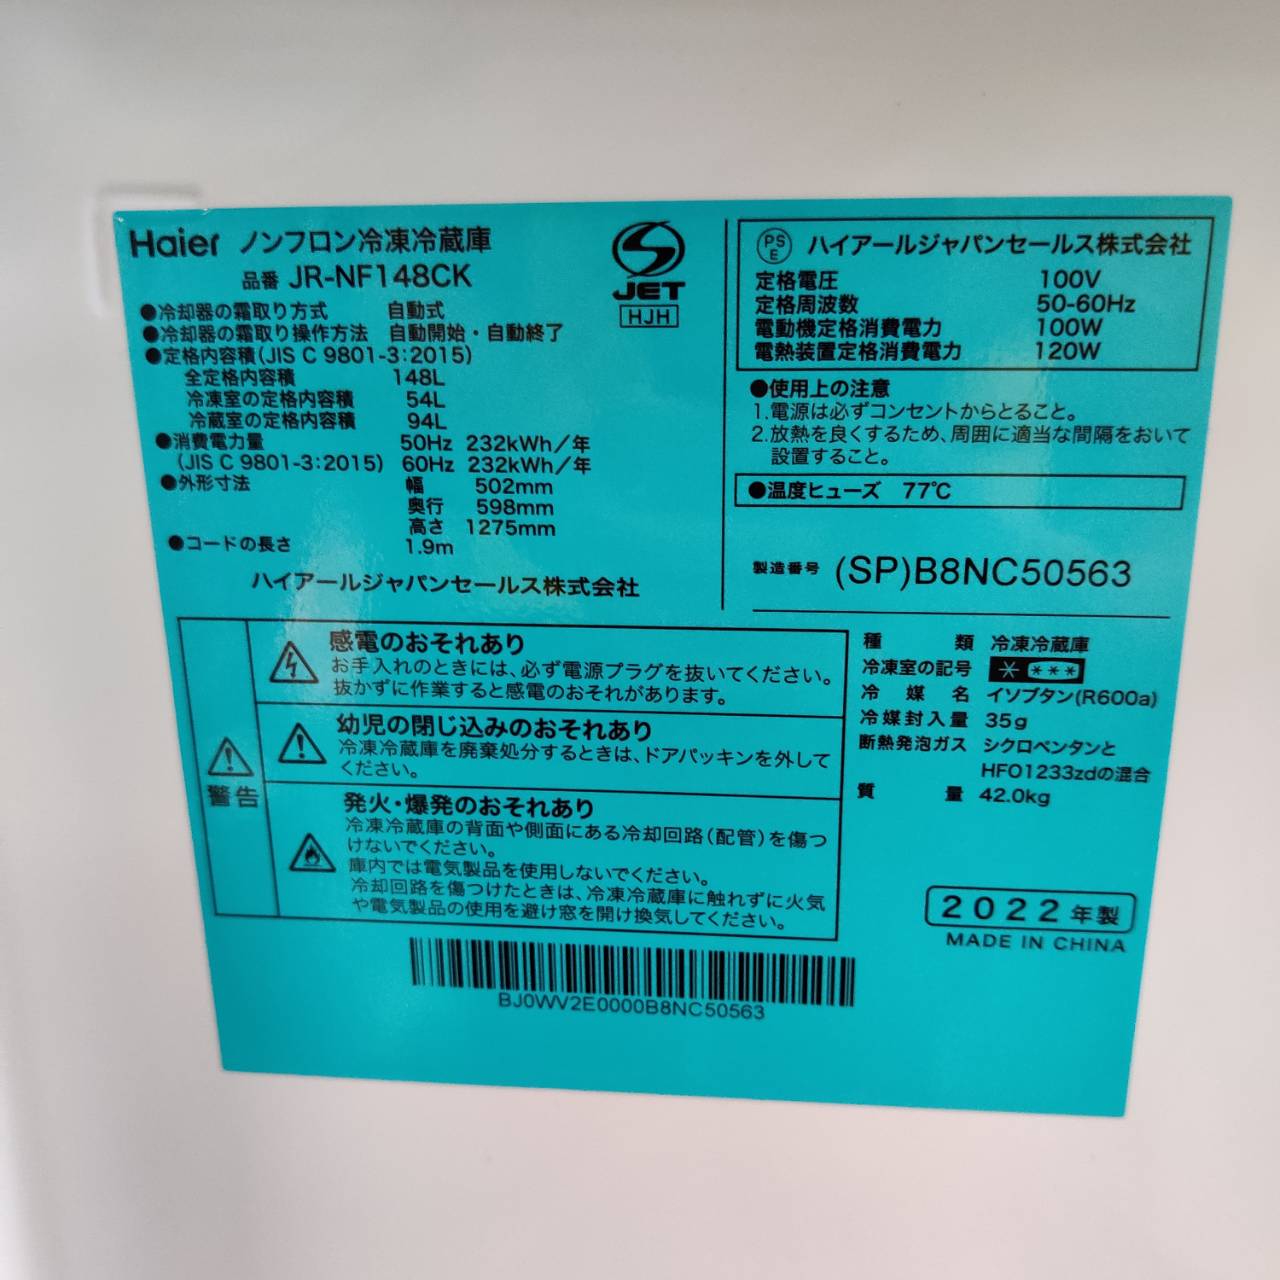 Haier ノンフロン冷凍冷蔵庫
品番 JR-NF148CK
●冷却器の霜取り方式 自動式
●冷却器の霜取り操作方法 自動開始・自動終了
●定格内容積(JIS C 9801-3:2015)
全定格内容積 148L
冷凍室の定格内容積 54L
冷蔵室の定格内容積 94L
●消費電力量 50Hz 232kWh/年
(JIS C 9801-3:2015) 60Hz 232kWh/年
●外形寸法 幅 502mm
奥行 598mm
高さ 1275mm
●コードの長さ 1.9m
ハイアールジャパンセールス株式会社
JET
HJH
PSE ハイアールジャパンセールス株式会社
定格電圧 100V
定格周波数 50-60Hz
電動機定格消費電力 100W
電熱装置定格消費電力 120W
●使用上の注意
1.電源は必ずコンセントからとること。
2.放熱を良くするため、周囲に適当な間隔をおいて
設置すること。
●温度ヒューズ 77℃
製造番号 (SP)B8NC50563
警告
感電のおそれあり
お手入れのときには、必ず電源プラグを抜いてください。
抜かずに作業すると感電のおそれがあります。
幼児の閉じ込みのおそれあり
冷凍冷蔵庫を廃棄処分するときは、ドアパッキンを外して
ください。
発火・爆発のおそれあり
冷凍冷蔵庫の背面や側面にある冷却回路(配管)を傷つ
けないでください。
庫内では電気製品を使用しないでください。
冷却回路を傷つけたときは、冷凍冷蔵庫に触れずに火気
や電気製品の使用を避け窓を開け換気してください。
種類 冷凍冷蔵庫
冷凍室の記号 * ***
冷媒名 イソブタン(R600a)
冷媒封入量 35g
断熱発泡ガス シクロペンタンと
HFO1233zdの混合
質量 42.0kg
2022年製
MADE IN CHINA
BJ0WV2E0000B8NC50563